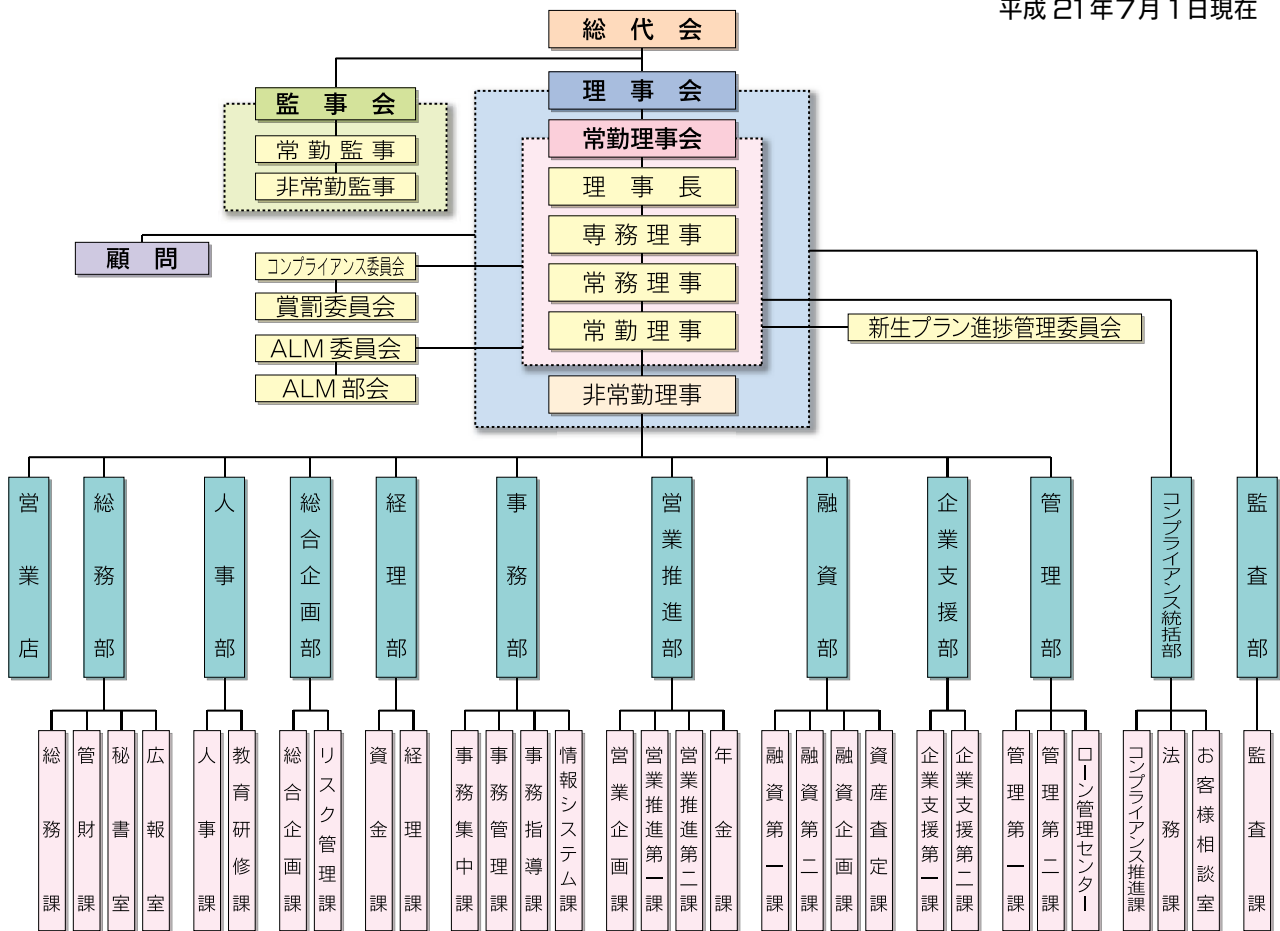 平成21年7月1日現在
総代会
監事会
常勤監事
非常勤監事
理事会
常勤理事会
理事長
専務理事
常務理事
常勤理事
非常勤理事
顧問
コンプライアンス委員会
賞罰委員会
ALM委員会
ALM部会
新生プラン進捗管理委員会
営業店
総務部
人事部
総合企画部
経理部
事務部
営業推進部
融資部
企業支援部
管理部
コンプライアンス統括部
監査部
総務課
管財課
秘書室
広報室
人事課
教育研修課
総合企画課
リスク管理課
資金課
経理課
事務集中課
事務管理課
事務指導課
情報システム課
営業企画課
営業推進第一課
営業推進第二課
年金課
融資第一課
融資第二課
融資企画課
資産査定課
企業支援第一課
企業支援第二課
管理第一課
管理第二課
ローン管理センター
コンプライアンス推進課
法務課
お客様相談室
監査課